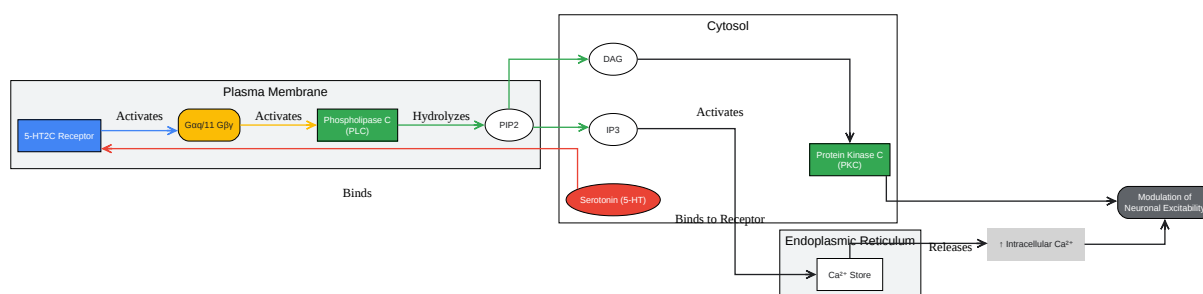 Cytosol
DAG
Plasma Membrane
Activates
Activates
Hydrolyzes
Activates
5-HT2C Receptor
Gαq/11 Gβγ
Phospholipase C
(PLC)
PIP2
IP3
Protein Kinase C
(PKC)
Binds
Serotonin (5-HT)
Binds to Receptor
Modulation of
Neuronal Excitability
Endoplasmic Reticulum
Releases
↑ Intracellular Ca²⁺
Ca²⁺ Store